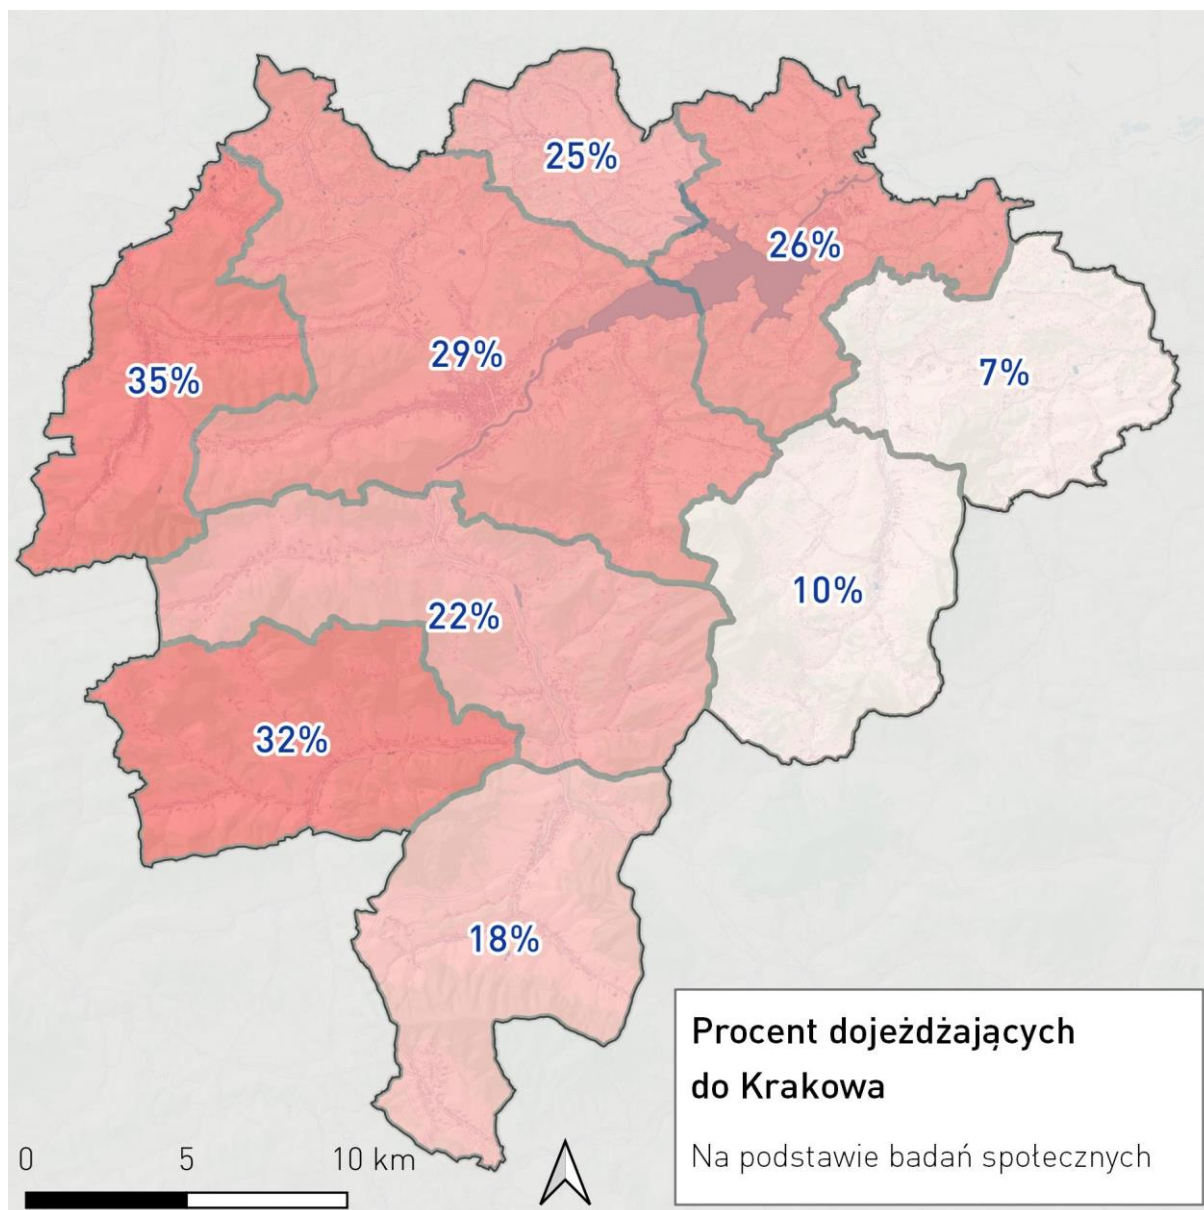 25%
26%
29%
7%
35%
10%
22%
32%
18%
Procent dojeżdżających
do Krakowa
Na podstawie badań społecznych
0 5 10 km